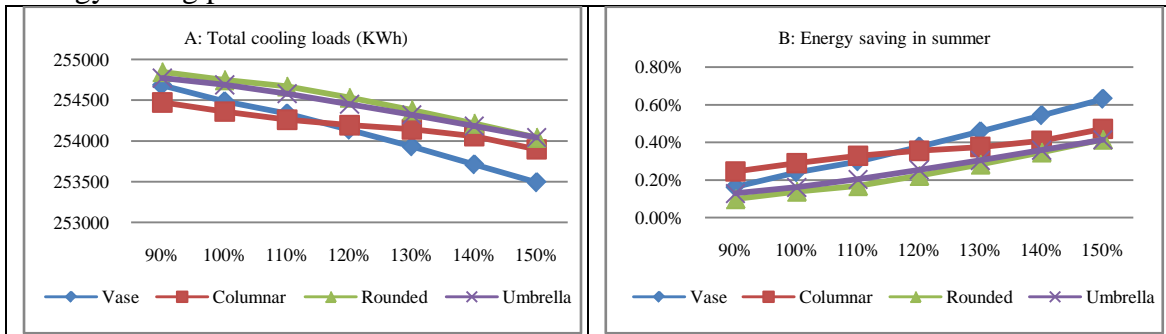 A: Total cooling loads (KWh)
255000
254500
254000
253500
253000
90% 100% 110% 120% 130% 140% 150%
Vase Columnar Rounded Umbrella
B: Energy saving in summer
0.80%
0.60%
0.40%
0.20%
0.00%
90% 100% 110% 120% 130% 140% 150%
Vase Columnar Rounded Umbrella